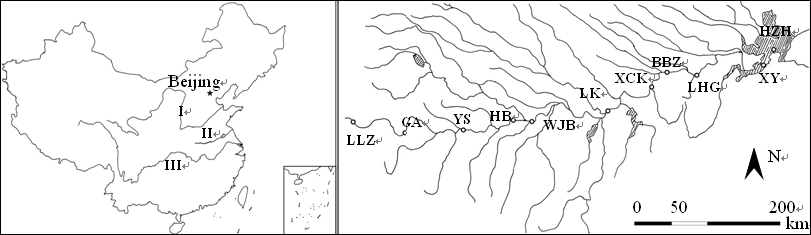 Beijing
I
II
III
HZH
BBZ
XCK
LHG
XY
LK
GA
YS
HB
WJB
LLZ
N
0 50 200
km